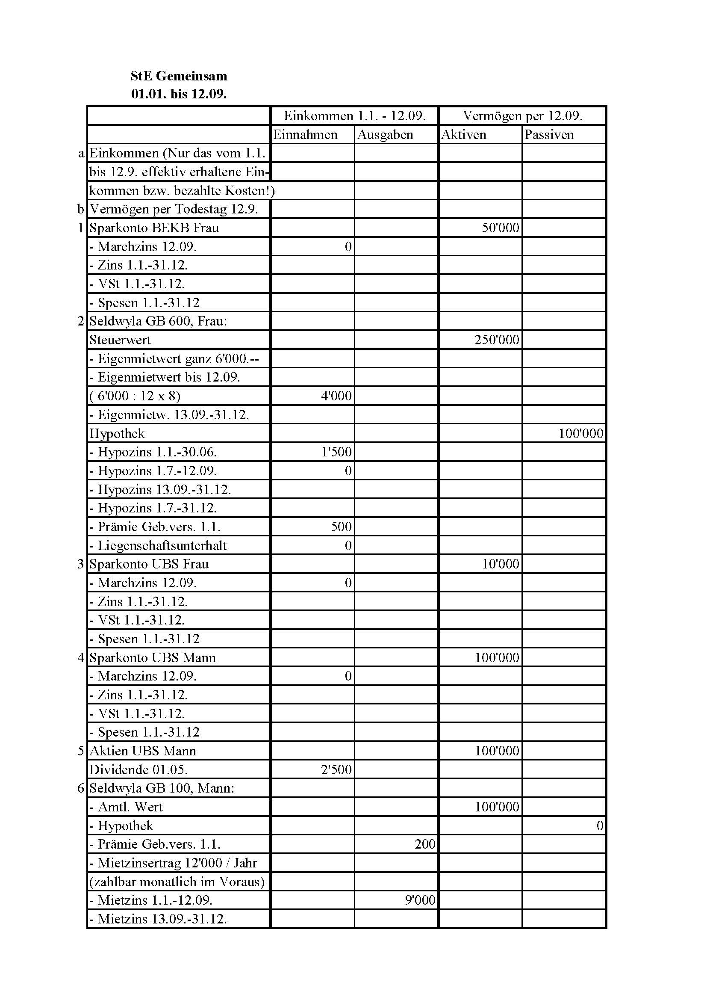 StE Gemeinsam
01.01. bis 12.09.
Einkommen 1.1. - 12.09. Vermögen per 12.09.
Einnahmen Ausgaben Aktiven Passiven
a Einkommen (Nur das vom 1.1.
bis 12.9. effektiv erhaltene Ein-
kommen bzw. bezahlte Kosten!)
b Vermögen per Todestag 12.9.
1 Sparkonto BEKB Frau 50'000
- Marchzins 12.09. 0
- Zins 1.1.-31.12.
- VSt 1.1.-31.12.
- Spesen 1.1.-31.12
2 Seldwyla GB 600, Frau:
Steuerwert 250'000
- Eigenmietwert ganz 6'000.--
- Eigenmietwert bis 12.09.
( 6'000 : 12 x 8) 4'000
- Eigenmietw. 13.09.-31.12.
Hypothek 100'000
- Hypozins 1.1.-30.06. 1'500
- Hypozins 1.7.-12.09. 0
- Hypozins 13.09.-31.12.
- Hypozins 1.7.-31.12.
- Prämie Geb.vers. 1.1. 500
- Liegenschaftsunterhalt 0
3 Sparkonto UBS Frau 10'000
- Marchzins 12.09. 0
- Zins 1.1.-31.12.
- VSt 1.1.-31.12.
- Spesen 1.1.-31.12
4 Sparkonto UBS Mann 100'000
- Marchzins 12.09. 0
- Zins 1.1.-31.12.
- VSt 1.1.-31.12.
- Spesen 1.1.-31.12
5 Aktien UBS Mann 100'000
Dividende 01.05. 2'500
6 Seldwyla GB 100, Mann:
- Amtl. Wert 100'000
- Hypothek 0
- Prämie Geb.vers. 1.1. 200
- Mietzinsertrag 12'000 / Jahr
(zahlbar monatlich im Voraus)
- Mietzins 1.1.-12.09. 9'000
- Mietzins 13.09.-31.12.